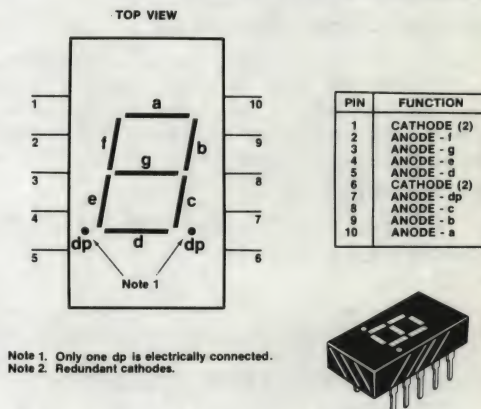 TOP VIEW
1
2
3
4
5
10
9
8
7
6
a
f
b
g
e
c
d
dp
dp
Note 1
PIN FUNCTION
1 CATHODE (2)
2 ANODE - f
3 ANODE - g
4 ANODE - e
5 ANODE - d
6 CATHODE (2)
7 ANODE - dp
8 ANODE - c
9 ANODE - b
10 ANODE - a
Note 1. Only one dp is electrically connected.
Note 2. Redundant cathodes.